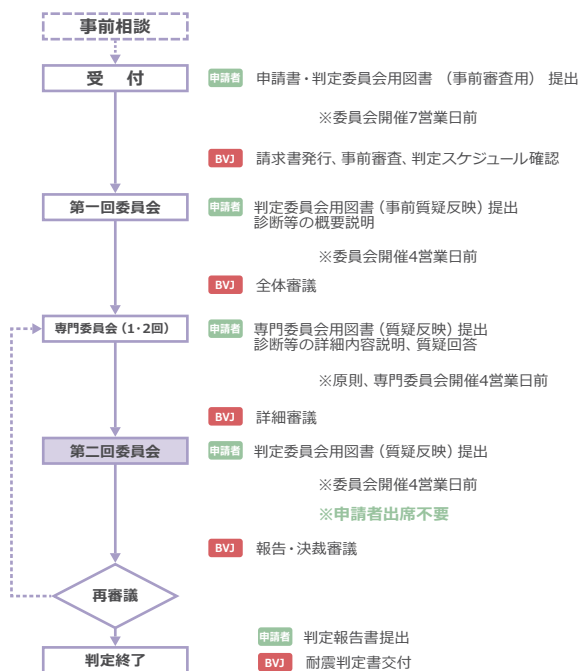 事前相談
受　付
申請者 申請書・判定委員会用図書 （事前審査用） 提出
※委員会開催7営業日前
BVJ 請求書発行、事前審査、判定スケジュール確認
第一回委員会
申請者 判定委員会用図書（事前質疑反映）提出
診断等の概要説明
※委員会開催4営業日前
BVJ 全体審議
専門委員会（1・2回）
申請者 専門委員会用図書（質疑反映）提出
診断等の詳細内容説明、質疑回答
※原則、専門委員会開催4営業日前
BVJ 詳細審議
第二回委員会
申請者 判定委員会用図書（質疑反映）提出
※委員会開催4営業日前
※申請者出席不要
BVJ 報告・決裁審議
再審議
申請者 判定報告書提出
判定終了
BVJ 耐震判定書交付